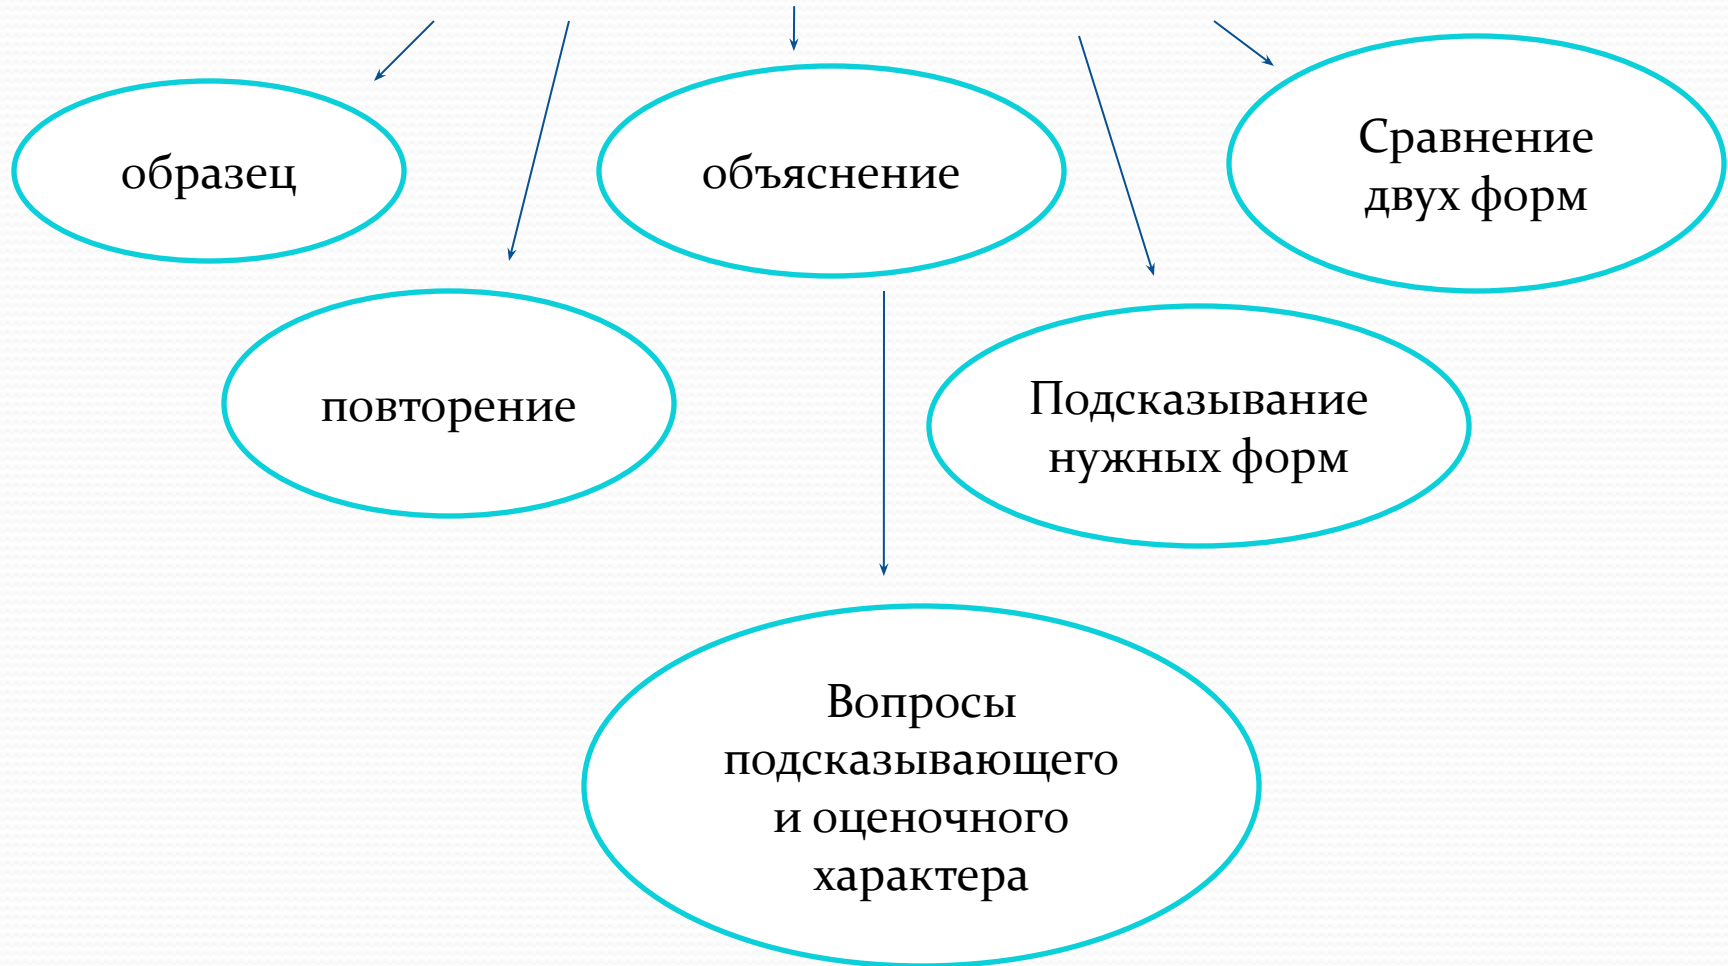 образец
объяснение
Сравнение
двух форм
повторение
Подсказывание
нужных форм
Вопросы
подсказывающего
и оценочного
характера